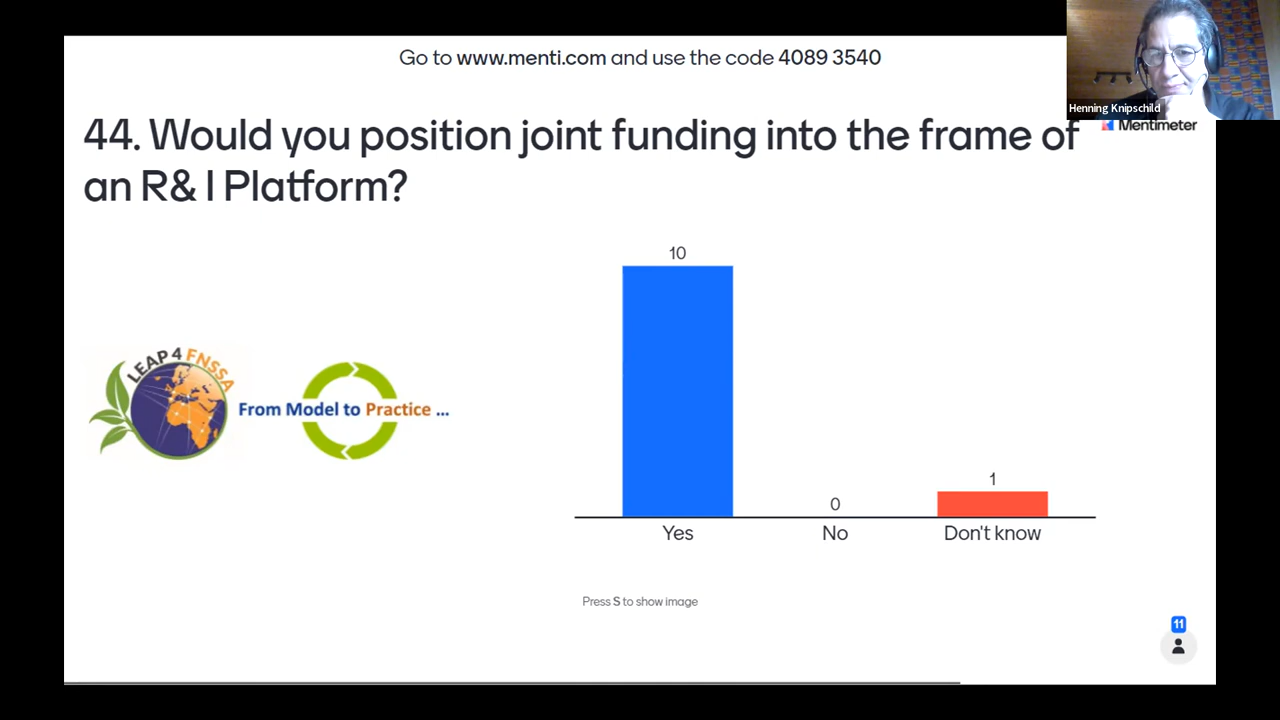 Go to www.menti.com and use the code 4089 3540
Henning Knipschild
Mentimeter
44. Would you position joint funding into the frame of
an R& I Platform?
10
0
1
Yes
No
Don't know
LEAP4 FNSSA
From Model to Practice ...
Press S to show image
11